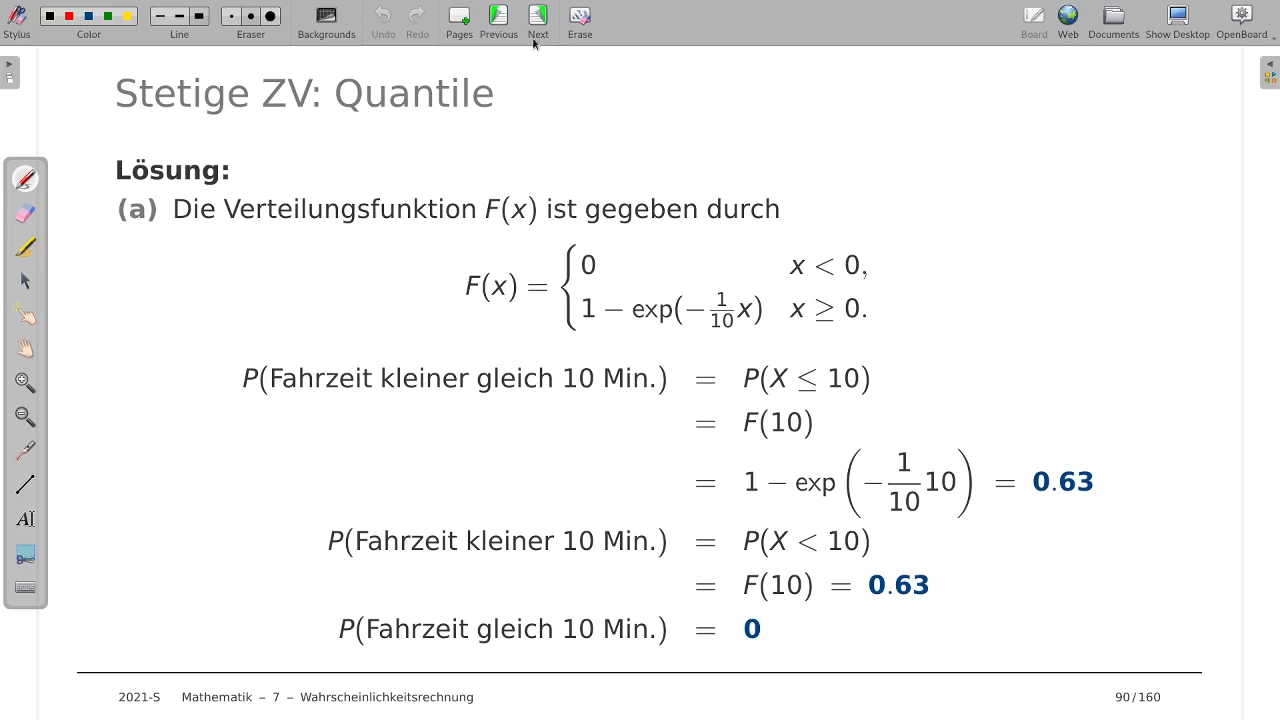 Stylus Color Line Eraser Backgrounds Undo Redo Pages Previous Next Erase Board Web Documents Show Desktop OpenBoard
Stetige ZV: Quantile
Lösung:
(a) Die Verteilungsfunktion F(x) ist gegeben durch
F(x) = { 0 x < 0,
1 − exp(−1/10 x) x ≥ 0.
P(Fahrzeit kleiner gleich 10 Min.) = P(X ≤ 10)
= F(10)
= 1 − exp(−1/10 10) = 0.63
P(Fahrzeit kleiner 10 Min.) = P(X < 10)
= F(10) = 0.63
P(Fahrzeit gleich 10 Min.) = 0
2021-S Mathematik – 7 – Wahrscheinlichkeitsrechnung 90/160